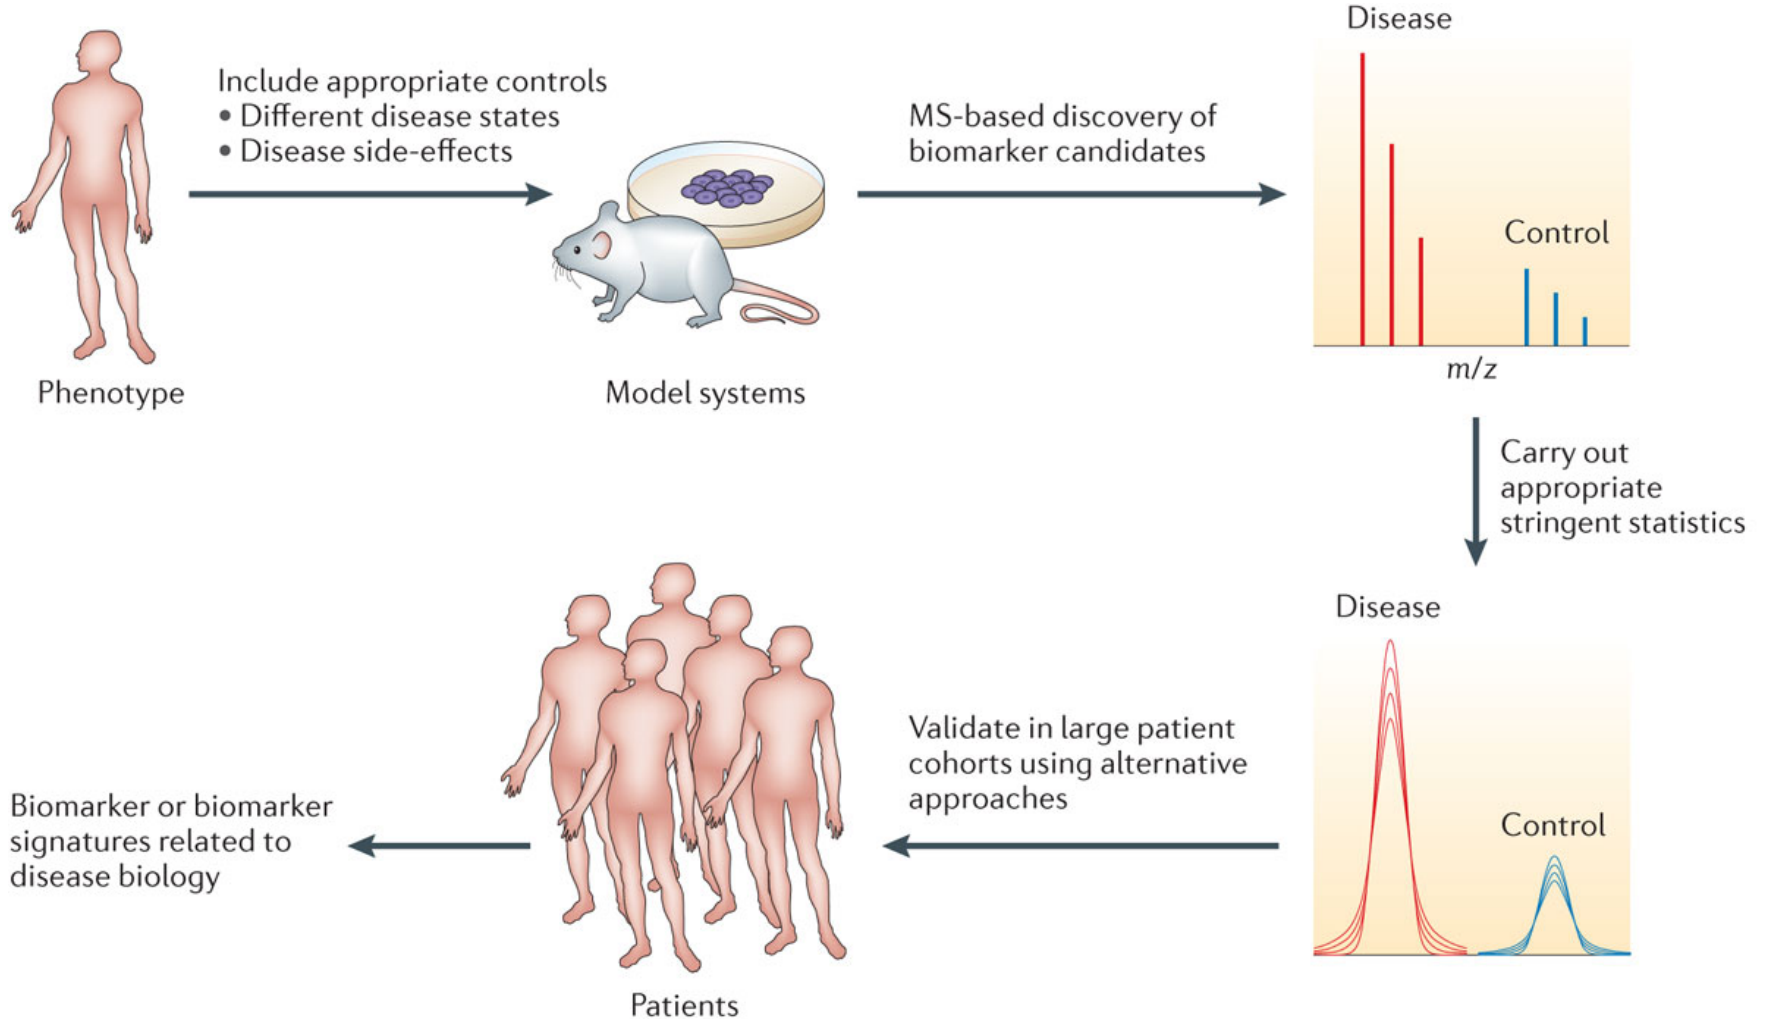 Phenotype
Include appropriate controls
• Different disease states
• Disease side-effects
Model systems
MS-based discovery of
biomarker candidates
Disease
Control
m/z
Carry out
appropriate
stringent statistics
Disease
Control
Validate in large patient
cohorts using alternative
approaches
Patients
Biomarker or biomarker
signatures related to
disease biology